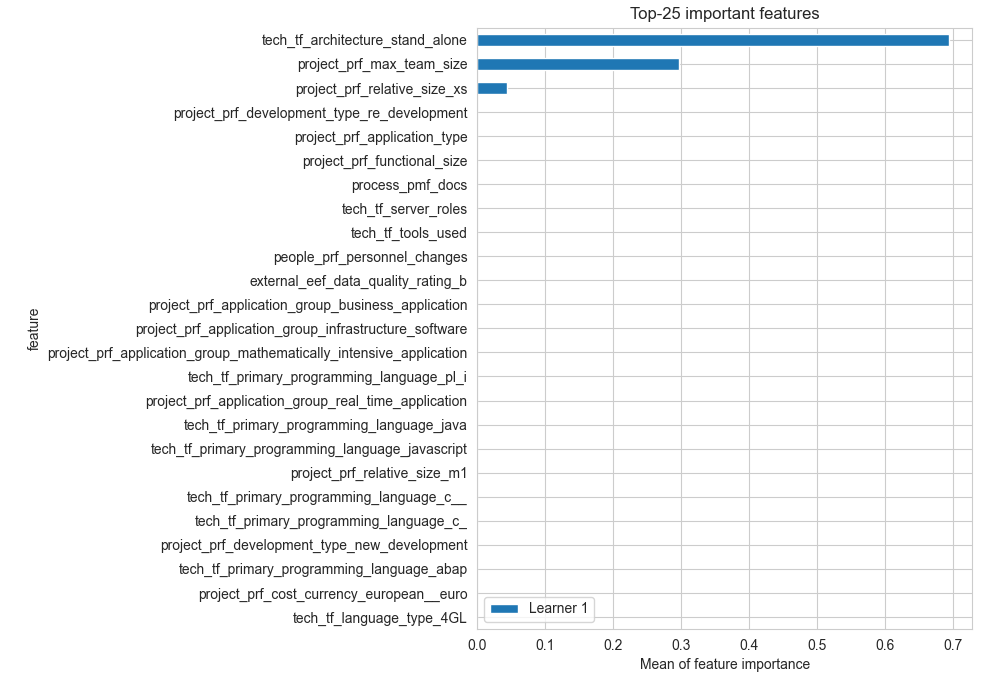 Top-25 important features
tech_tf_architecture_stand_alone
project_prf_max_team_size
project_prf_relative_size_xs
project_prf_development_type_re_development
project_prf_application_type
project_prf_functional_size
process_pmf_docs
tech_tf_server_roles
tech_tf_tools_used
people_prf_personnel_changes
external_eef_data_quality_rating_b
project_prf_application_group_business_application
project_prf_application_group_infrastructure_software
project_prf_application_group_mathematically_intensive_application
tech_tf_primary_programming_language_pl_i
project_prf_application_group_real_time_application
tech_tf_primary_programming_language_java
tech_tf_primary_programming_language_javascript
project_prf_relative_size_m1
tech_tf_primary_programming_language_c__
tech_tf_primary_programming_language_c_
project_prf_development_type_new_development
tech_tf_primary_programming_language_abap
project_prf_cost_currency_european__euro
tech_tf_language_type_4GL
feature
Learner 1
0.0 0.1 0.2 0.3 0.4 0.5 0.6 0.7
Mean of feature importance